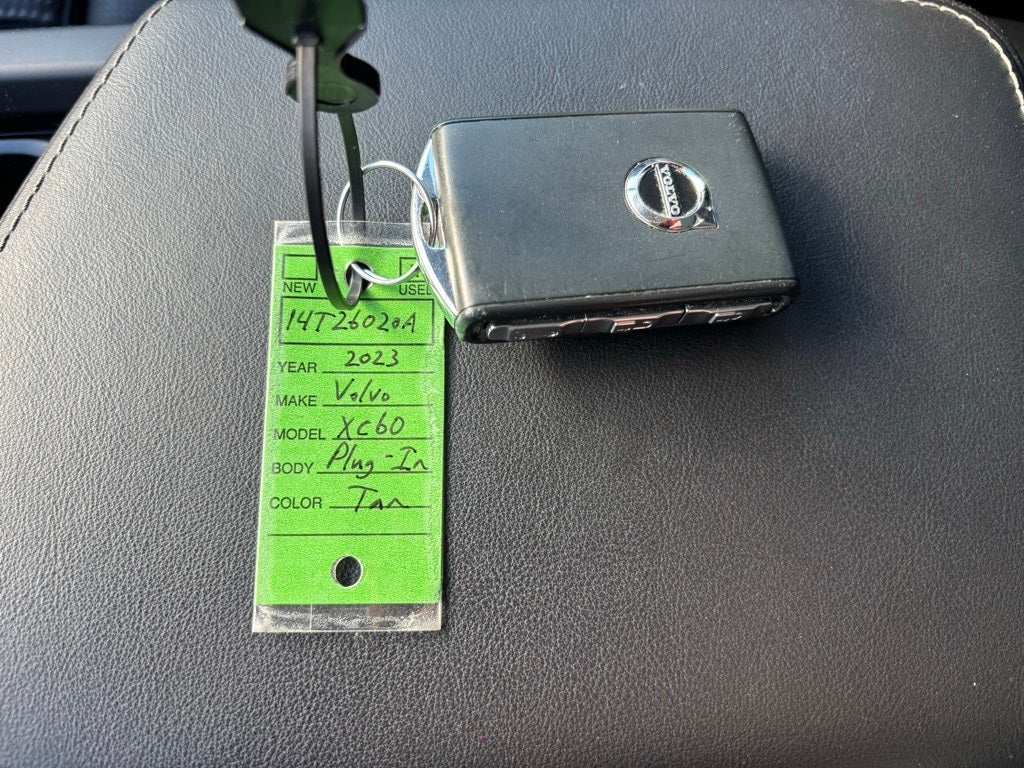 VOLVO
NEW USED
14T26020A
YEAR 2023
MAKE Volvo
MODEL XC60
BODY Plug-In
COLOR Tan